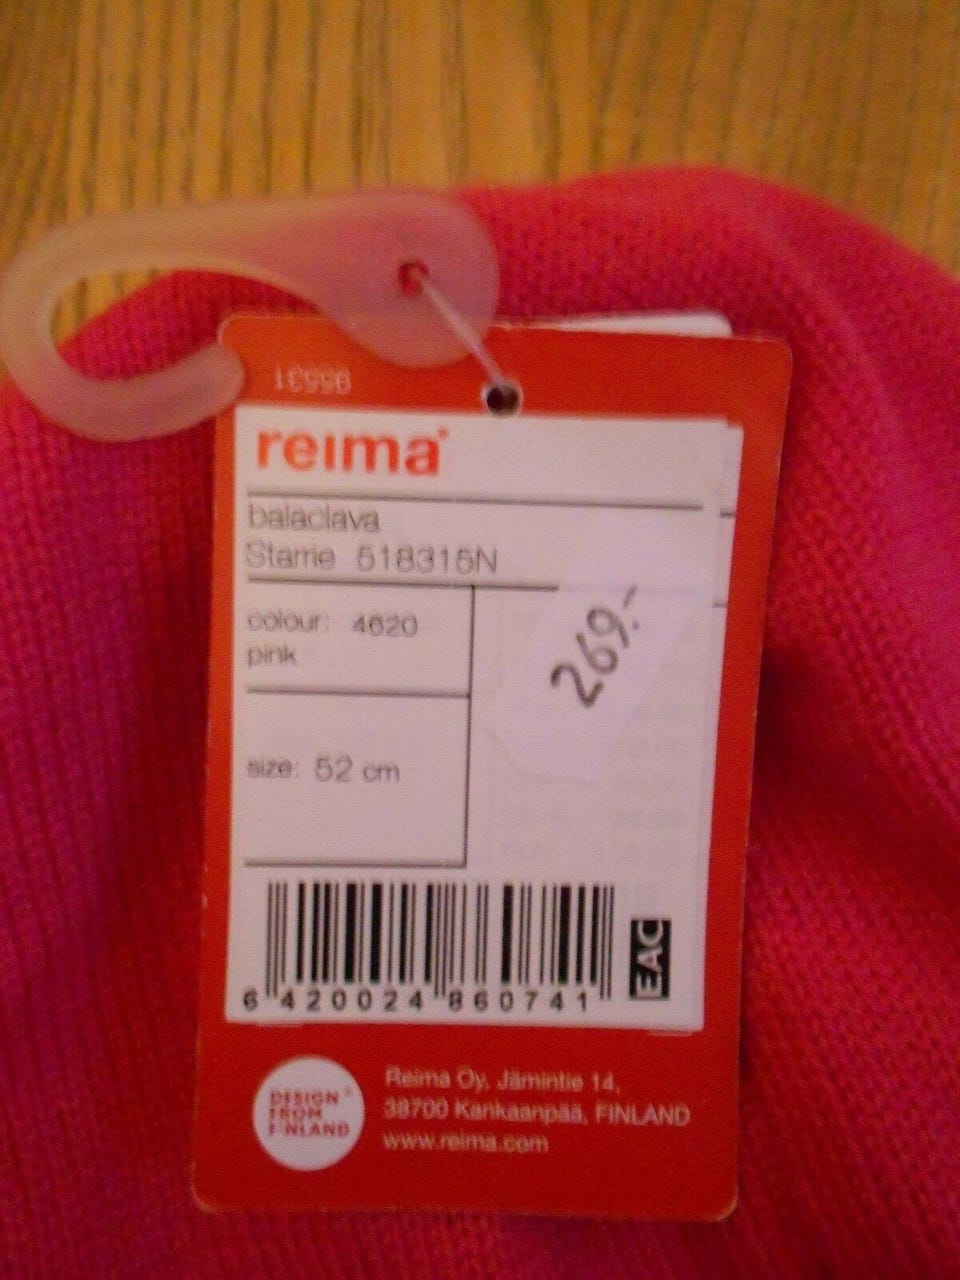 95531
reima®
balaclava
Starrie 518315N
colour: 4620
pink
269.-
size: 52 cm
6 420024 860741
EAC
DESIGN
FROM
FINLAND
Reima Oy, Jämintie 14,
38700 Kankaanpää, FINLAND
www.reima.com